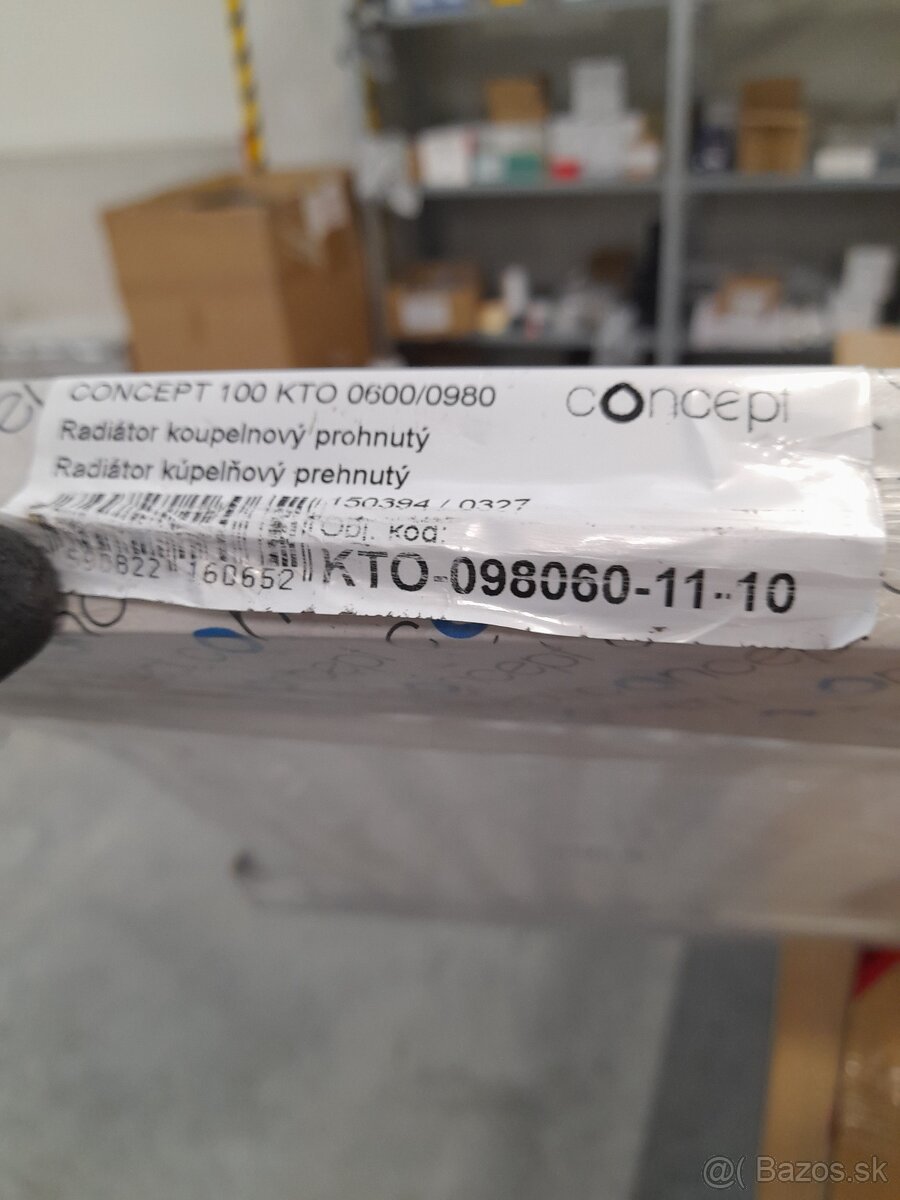 CONCEPT 100 KTO 0600/0980
concept
Radiátor koupelnový prohnutý
Radiátor kúpelňový prehnutý
150394 / 0327
Obj. kód:
160652
KTO-098060-11-10
@( Bazos.sk